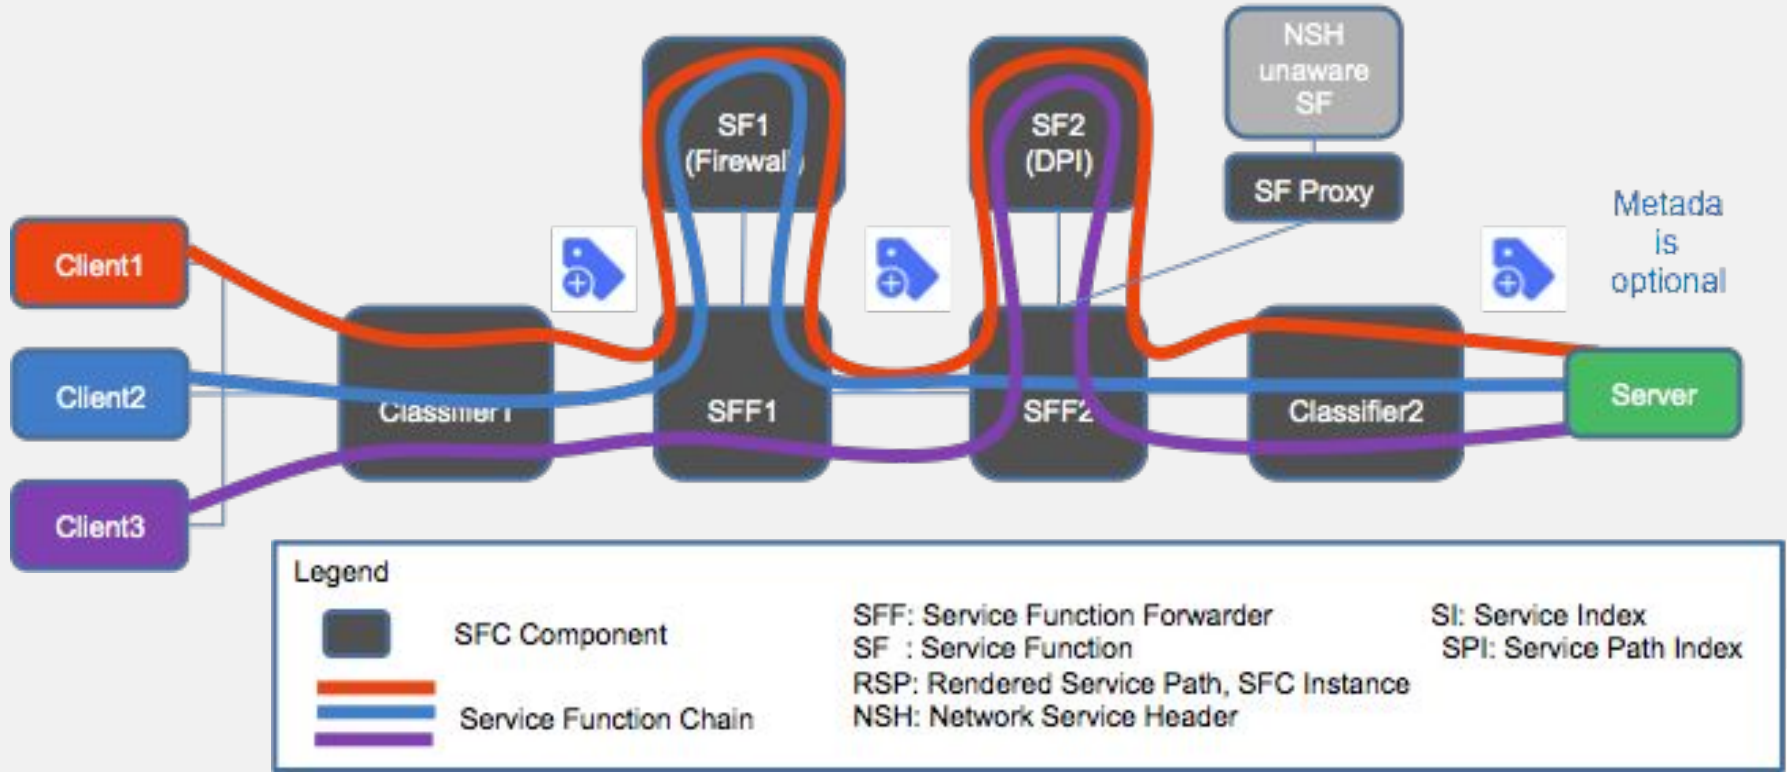 NSH
unaware
SF
SF1
(Firewall)
SF2
(DPI)
SF Proxy
Metada
is
optional
Client1
Client2
Client3
Classifier1
SFF1
SFF2
Classifier2
Server
Legend
SFC Component
Service Function Chain
SFF: Service Function Forwarder
SF : Service Function
RSP: Rendered Service Path, SFC Instance
NSH: Network Service Header
SI: Service Index
SPI: Service Path Index